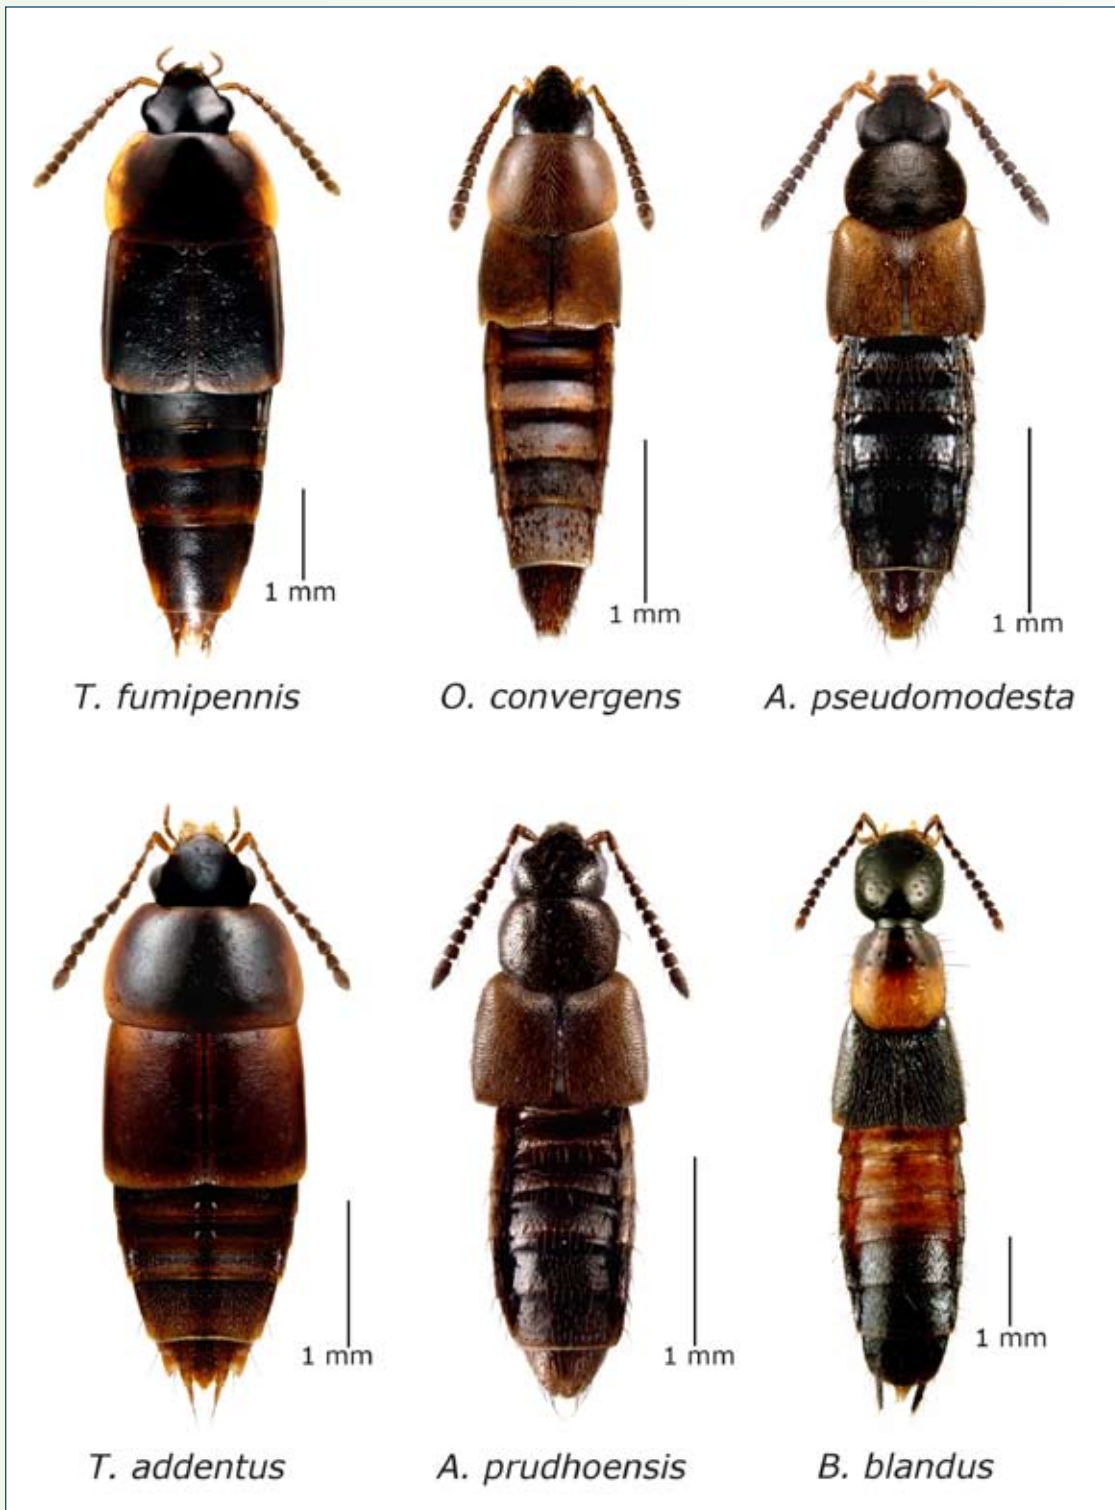 1 mm
1 mm
1 mm
T. fumipennis
O. convergens
A. pseudomodesta
1 mm
1 mm
1 mm
T. addentus
A. prudhoensis
B. blandus